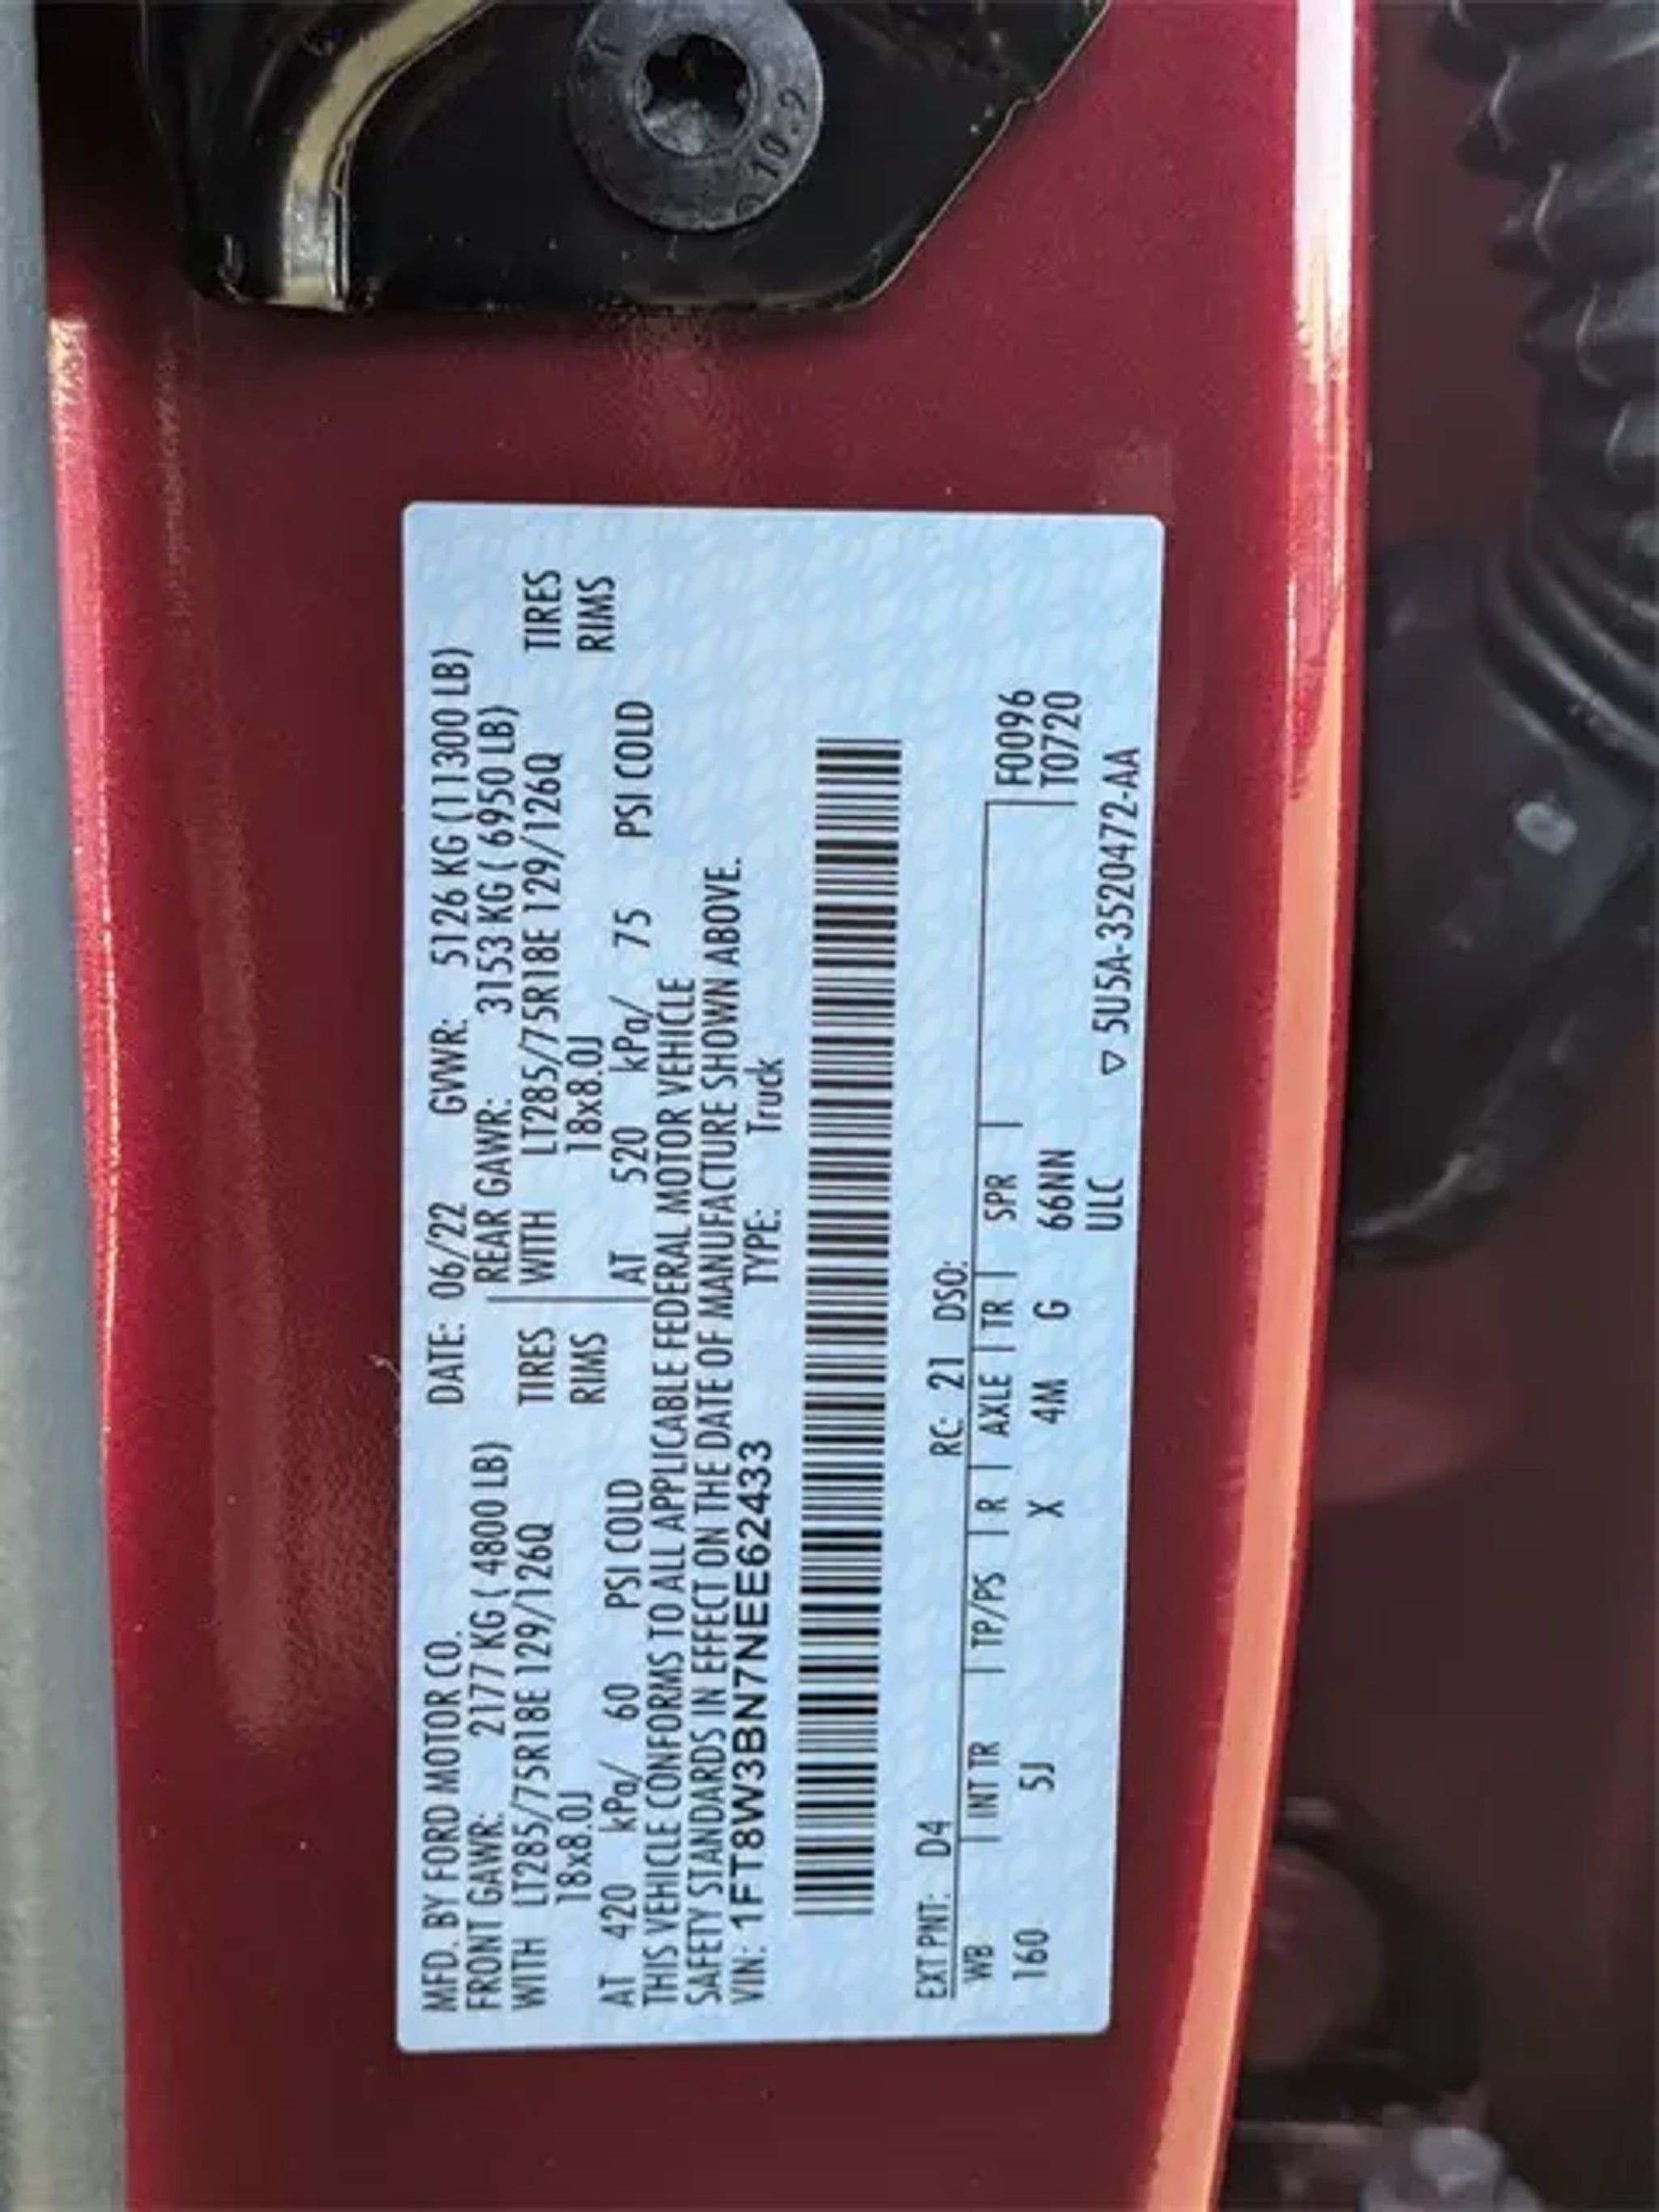 10.9
MFD. BY FORD MOTOR CO. DATE: 06/22 GVWR: 5126 KG (11300 LB)
FRONT GAWR: 2177 KG ( 4800 LB) REAR GAWR: 3153 KG ( 6950 LB)
WITH LT285/75R18E 129/126Q TIRES WITH LT285/75R18E 129/126Q TIRES
18x8.0J RIMS 18x8.0J RIMS
AT 420 kPa/ 60 PSI COLD AT 520 kPa/ 75 PSI COLD
THIS VEHICLE CONFORMS TO ALL APPLICABLE FEDERAL MOTOR VEHICLE
SAFETY STANDARDS IN EFFECT ON THE DATE OF MANUFACTURE SHOWN ABOVE.
VIN: 1FT8W3BN7NEE62433 TYPE: Truck
EXT PNT: D4 RC: 21 DSO:
WB | INT TR | TP/PS | R | AXLE | TR | SPR | F0096
160 5J X 4M G 66NN T0720
ULC ▽ 5U5A-3520472-AA